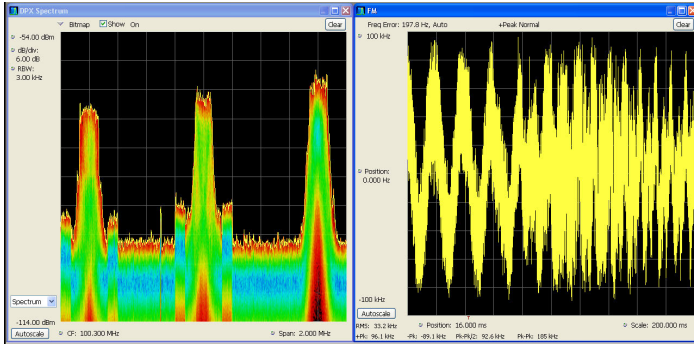 DPX Spectrum
Bitmap Show On Clear
-54.00 dBm
dB/div:
6.00 dB
RBW:
3.00 kHz
Spectrum
-114.00 dBm
Autoscale CF: 100.300 MHz Span: 2.000 MHz
FM
Freq Error: 197.8 Hz, Auto +Peak Normal Clear
100 kHz
Position:
0.000 Hz
-100 kHz
Autoscale Position: 16.000 ms Scale: 200.000 ms
RMS: 33.2 kHz
+Pk: 96.1 kHz -Pk: -89.1 kHz Pk-Pk/2: 92.6 kHz Pk-Pk: 185 kHz